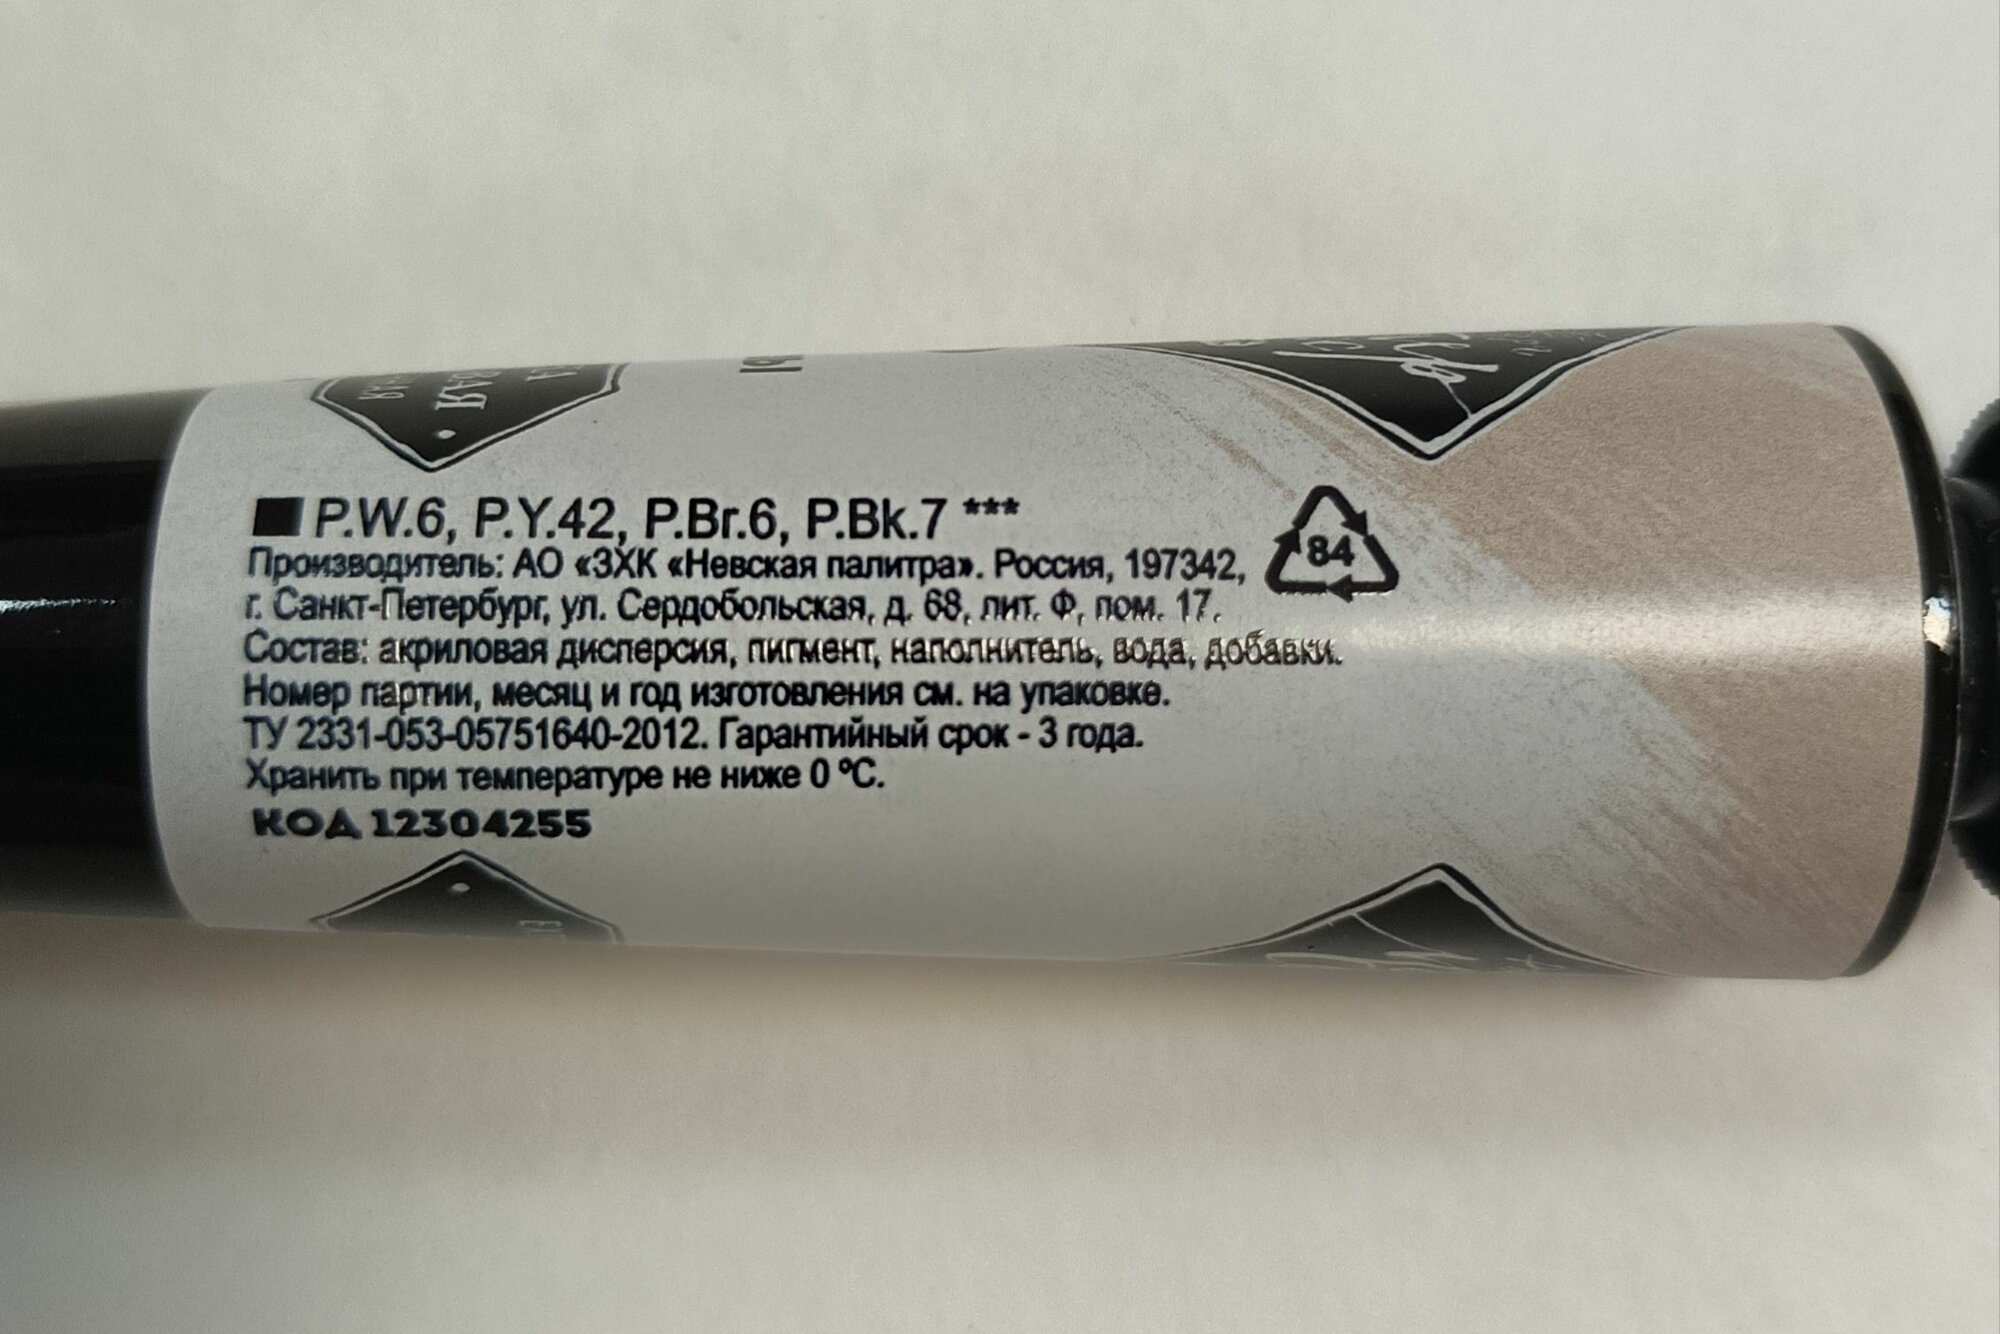 P.W.6, P.Y.42, P.Br.6, P.Bk.7 ***
Производитель: АО «ЗХК «Невская палитра». Россия, 197342,
г. Санкт-Петербург, ул. Сердобольская, д. 68, лит. Ф, пом. 17.
84
Состав: акриловая дисперсия, пигмент, наполнитель, вода, добавки.
Номер партии, месяц и год изготовления см. на упаковке.
ТУ 2331-053-05751640-2012. Гарантийный срок - 3 года.
Хранить при температуре не ниже 0 ºС.
КОД 12304255